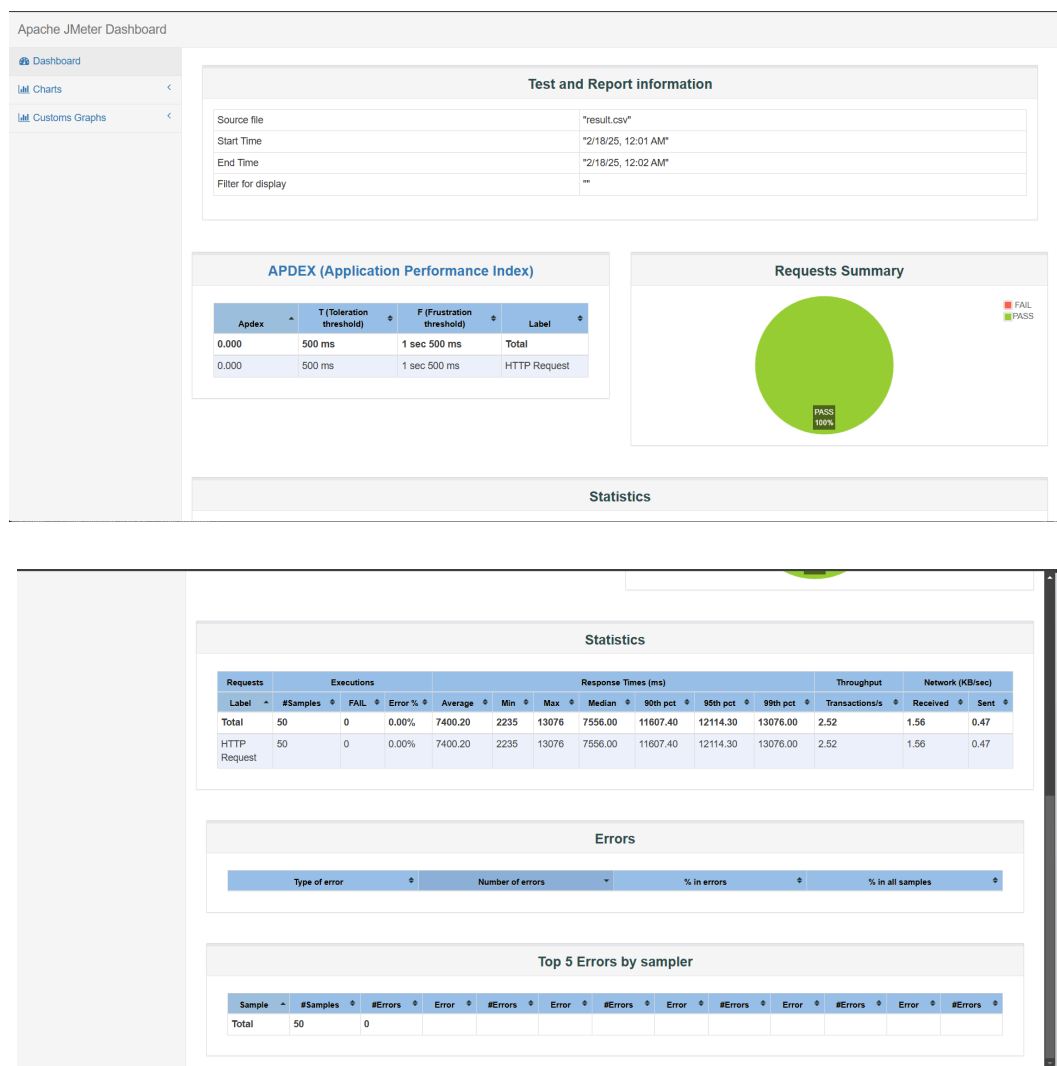 Apache JMeter Dashboard
Dashboard
Charts
Customs Graphs
Test and Report information
Source file "result.csv"
Start Time "2/18/25, 12:01 AM"
End Time "2/18/25, 12:02 AM"
Filter for display ""
APDEX (Application Performance Index)
Apdex T (Toleration threshold) F (Frustration threshold) Label
0.000 500 ms 1 sec 500 ms Total
0.000 500 ms 1 sec 500 ms HTTP Request
Requests Summary
FAIL
PASS
PASS
100%
Statistics
Statistics
Requests Executions Response Times (ms) Throughput Network (KB/sec)
Label #Samples FAIL Error % Average Min Max Median 90th pct 95th pct 99th pct Transactions/s Received Sent
Total 50 0 0.00% 7400.20 2235 13076 7556.00 11607.40 12114.30 13076.00 2.52 1.56 0.47
HTTP Request 50 0 0.00% 7400.20 2235 13076 7556.00 11607.40 12114.30 13076.00 2.52 1.56 0.47
Errors
Type of error Number of errors % in errors % in all samples
Top 5 Errors by sampler
Sample #Samples #Errors Error #Errors Error #Errors Error #Errors Error #Errors Error #Errors
Total 50 0